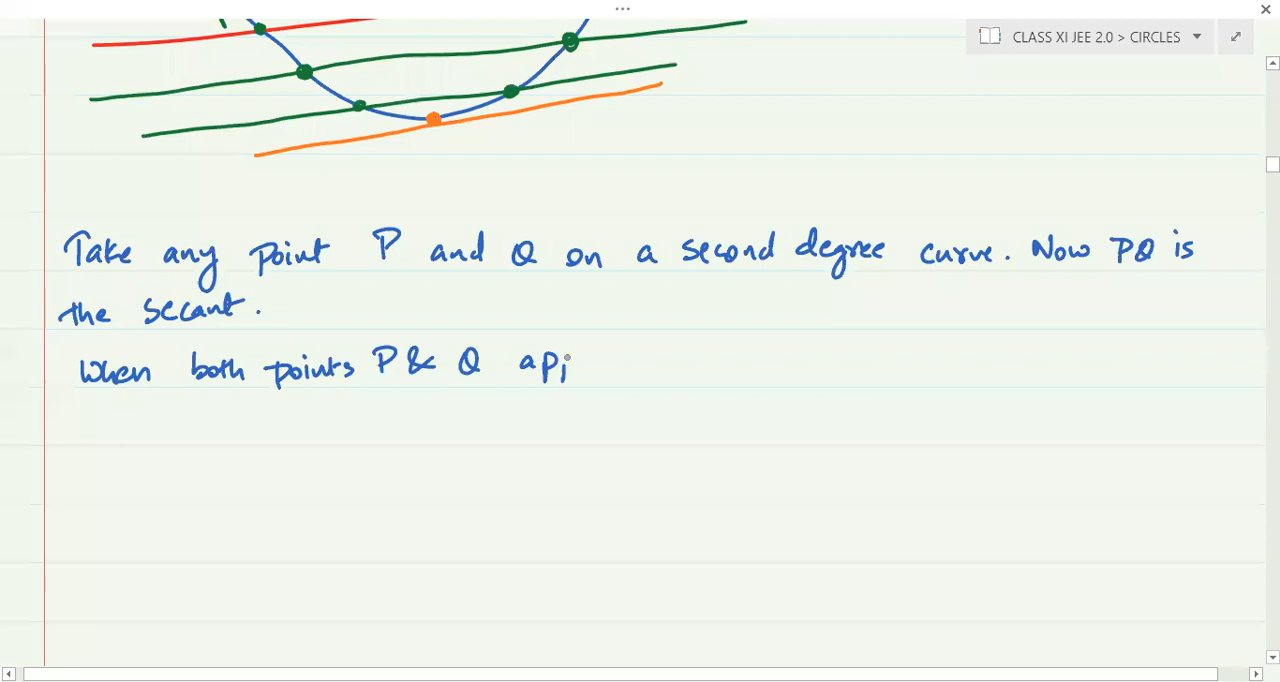 CLASS XI JEE 2.0 > CIRCLES
Take any point P and Q on a second degree curve. Now PQ is
the secant.
When both points P & Q